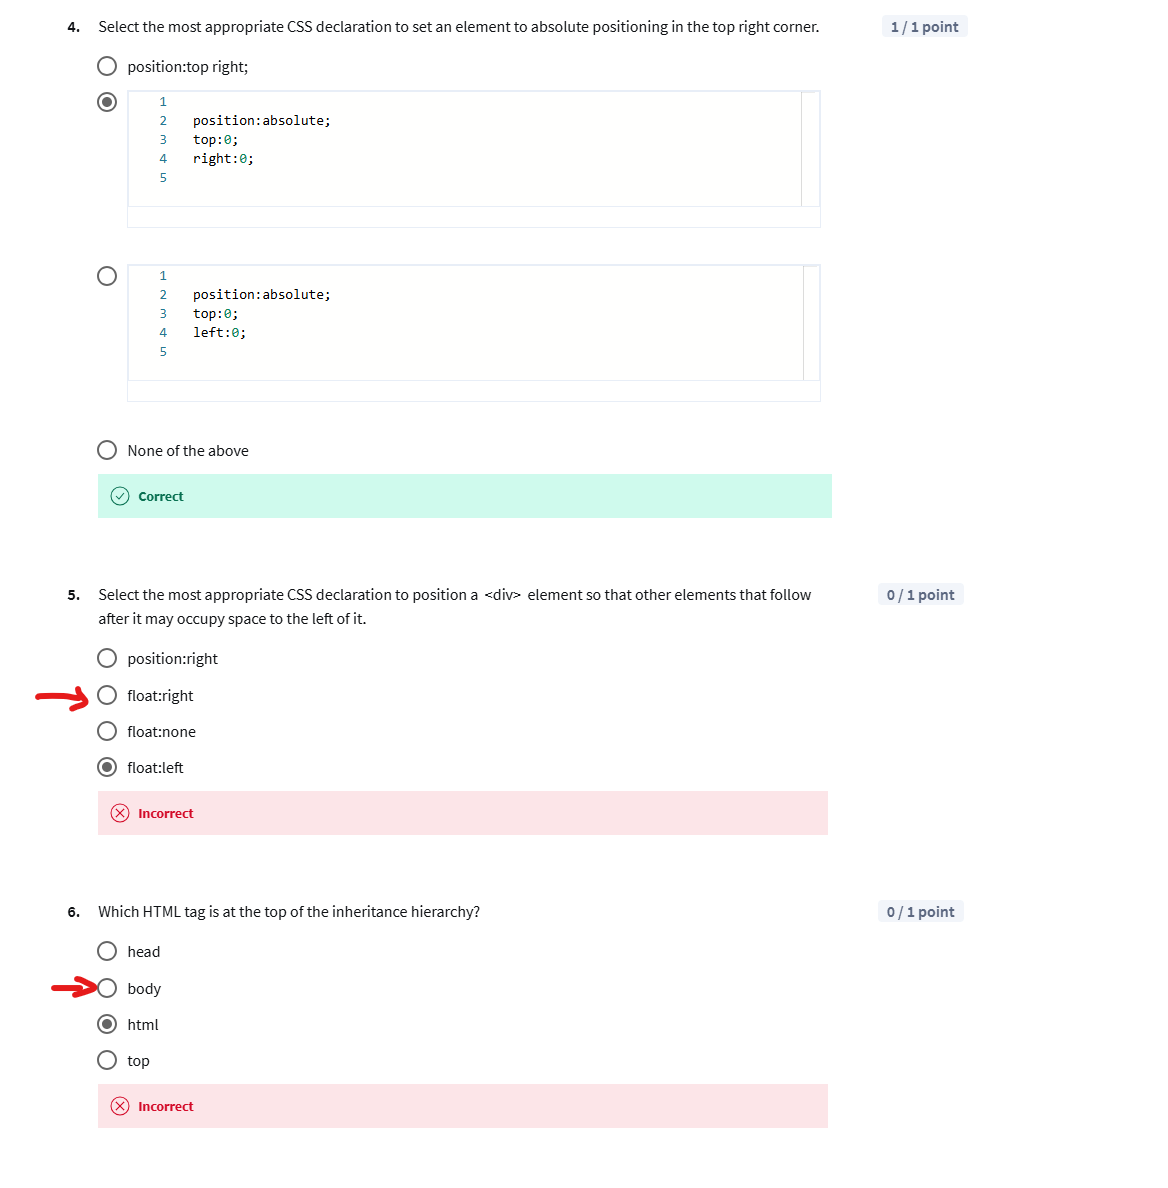 4. Select the most appropriate CSS declaration to set an element to absolute positioning in the top right corner. 1 / 1 point
position:top right;
1
2 position:absolute;
3 top:0;
4 right:0;
5
1
2 position:absolute;
3 top:0;
4 left:0;
5
None of the above
Correct
5. Select the most appropriate CSS declaration to position a <div> element so that other elements that follow 0 / 1 point
after it may occupy space to the left of it.
position:right
float:right
float:none
float:left
Incorrect
6. Which HTML tag is at the top of the inheritance hierarchy? 0 / 1 point
head
body
html
top
Incorrect